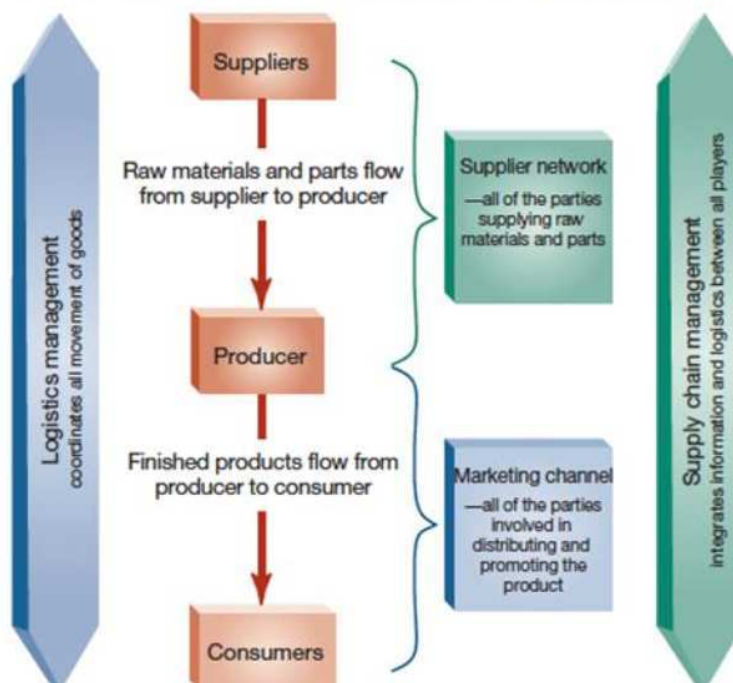 Suppliers
Raw materials and parts flow
from supplier to producer
Supplier network
—all of the parties
supplying raw
materials and parts
Producer
Finished products flow from
producer to consumer
Marketing channel
—all of the parties
involved in
distributing and
promoting the
product
Consumers
Logistics management
coordinates all movement of goods
Supply chain management
integrates information and logistics between all players